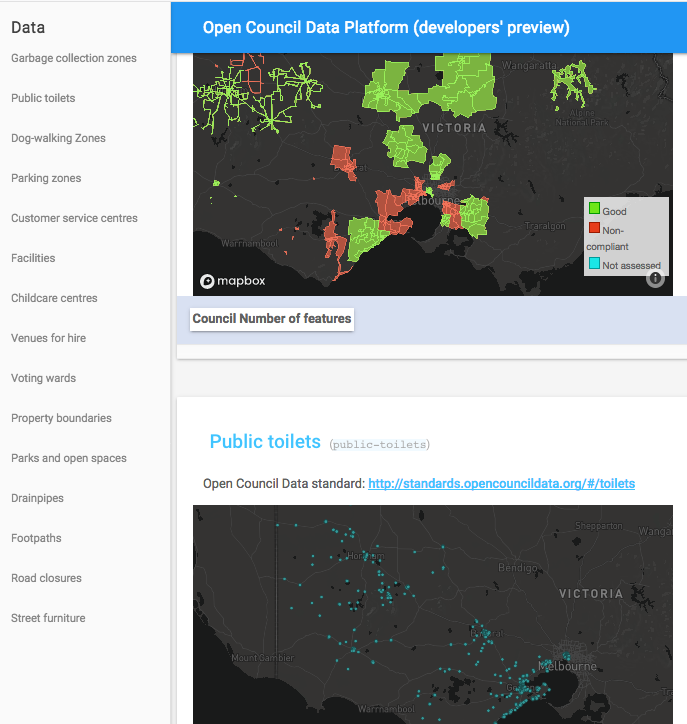 Data
Garbage collection zones
Public toilets
Dog-walking Zones
Parking zones
Customer service centres
Facilities
Childcare centres
Venues for hire
Voting wards
Property boundaries
Parks and open spaces
Drainpipes
Footpaths
Road closures
Street furniture
Open Council Data Platform (developers' preview)
Wangaratta
VICTORIA
Alpine
National Park
Melbourne
Traralgon
Warrnambool
Good
Non-
compliant
Not assessed
mapbox
Council Number of features
Public toilets (public-toilets)
Open Council Data standard: http://standards.opencouncildata.org/#/toilets
Shepparton
Wangar
Horsham
Bendigo
VICTORIA
Ballarat
Mount Gambier
Melbourne
Geelong
Warrnambool
Tra